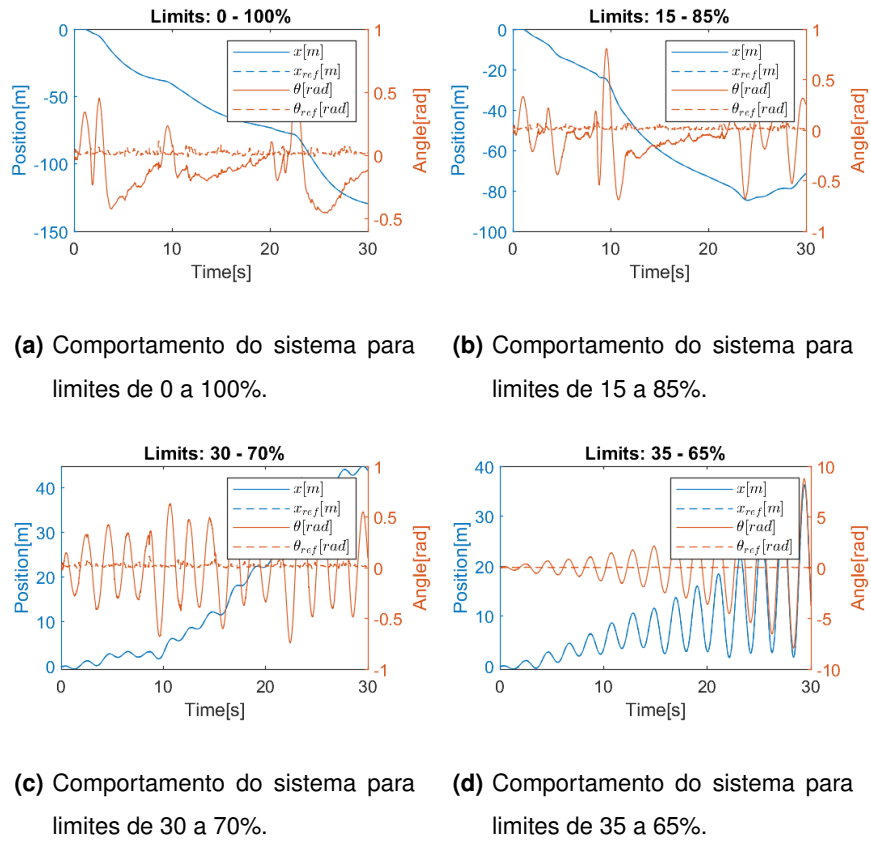 Limits: 0 - 100%
Position[m]
0
-50
-100
-150
x[m]
x_ref[m]
θ[rad]
θ_ref[rad]
1
0.5
0
-0.5
Angle[rad]
0 10 20 30
Time[s]
Limits: 15 - 85%
Position[m]
0
-20
-40
-60
-80
-100
x[m]
x_ref[m]
θ[rad]
θ_ref[rad]
1
0.5
0
-0.5
-1
Angle[rad]
0 10 20 30
Time[s]
(a) Comportamento do sistema para
limites de 0 a 100%.
(b) Comportamento do sistema para
limites de 15 a 85%.
Limits: 30 - 70%
Position[m]
40
30
20
10
0
x[m]
x_ref[m]
θ[rad]
θ_ref[rad]
1
0.5
0
-0.5
-1
Angle[rad]
0 10 20 30
Time[s]
Limits: 35 - 65%
Position[m]
40
30
20
10
0
x[m]
x_ref[m]
θ[rad]
θ_ref[rad]
10
5
0
-5
-10
Angle[rad]
0 10 20 30
Time[s]
(c) Comportamento do sistema para
limites de 30 a 70%.
(d) Comportamento do sistema para
limites de 35 a 65%.